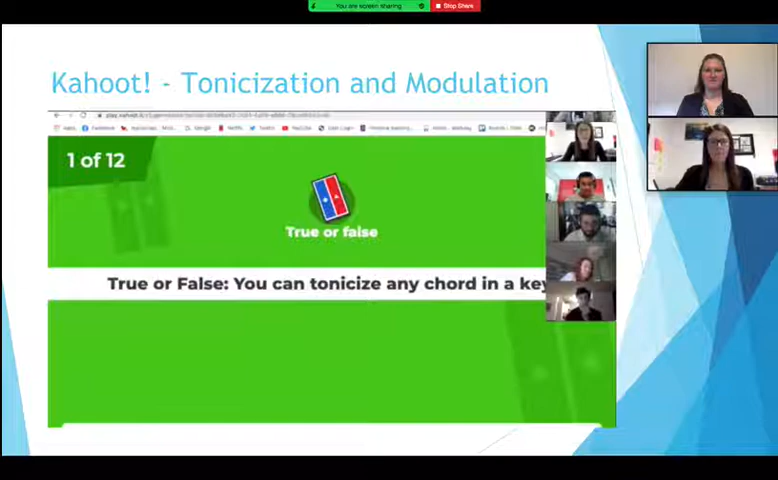 You are screen sharing
Stop Share
Kahoot! - Tonicization and Modulation
1 of 12
True or false
True or False: You can tonicize any chord in a key